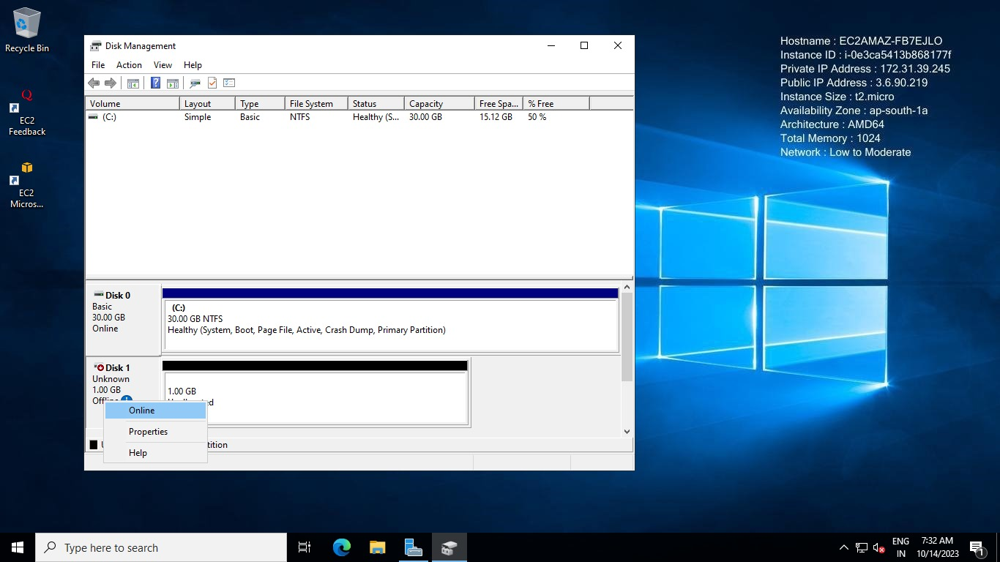 Recycle Bin
EC2
Feedback
EC2
Micros...
Disk Management
File Action View Help
Volume Layout Type File System Status Capacity Free Spa... % Free
(C:) Simple Basic NTFS Healthy (S... 30.00 GB 15.12 GB 50 %
Disk 0
Basic
30.00 GB
Online
(C:)
30.00 GB NTFS
Healthy (System, Boot, Page File, Active, Crash Dump, Primary Partition)
Disk 1
Unknown
1.00 GB
1.00 GB
Online
Properties
Help
Hostname : EC2AMAZ-FB7EJLO
Instance ID : i-0e3ca5413b868177f
Private IP Address : 172.31.39.245
Public IP Address : 3.6.90.219
Instance Size : t2.micro
Availability Zone : ap-south-1a
Architecture : AMD64
Total Memory : 1024
Network : Low to Moderate
Type here to search
ENG
IN
7:32 AM
10/14/2023
1